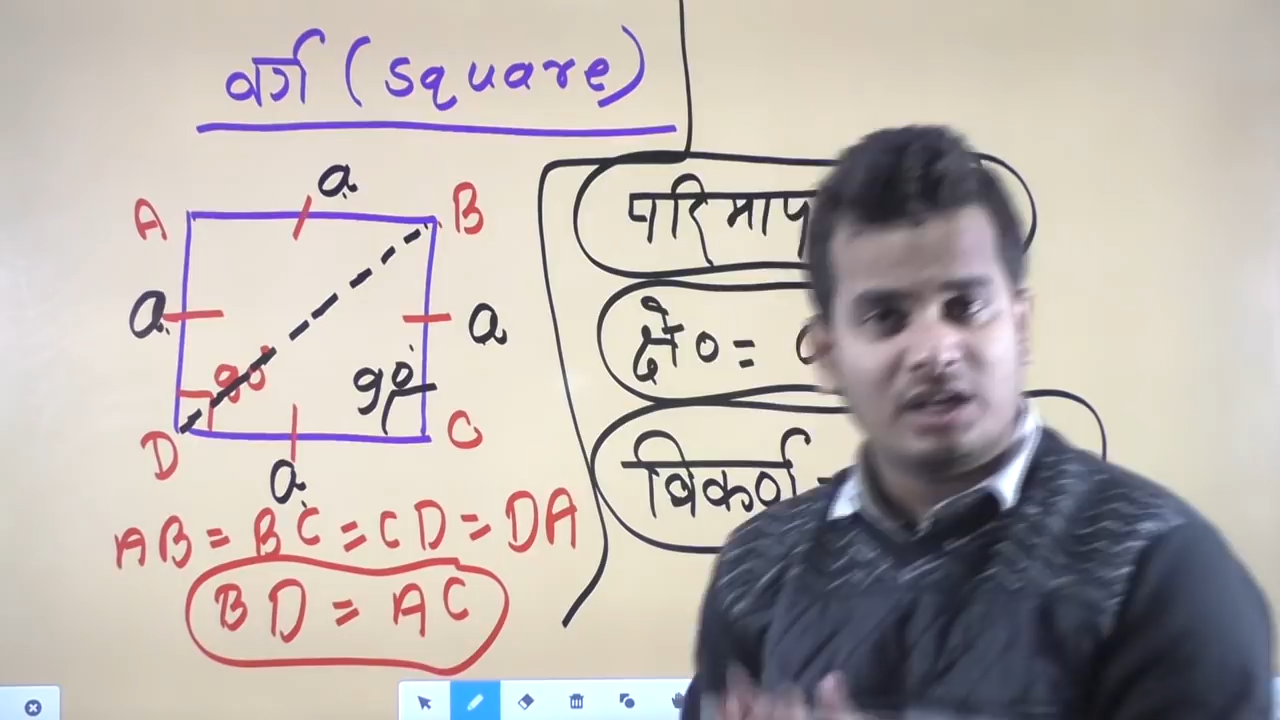 वर्ग (square)
a
A
B
a
a
90°
90°
D
C
a
AB = BC = CD = DA
BD = AC
परिमाप
क्षे० =
विकर्ण